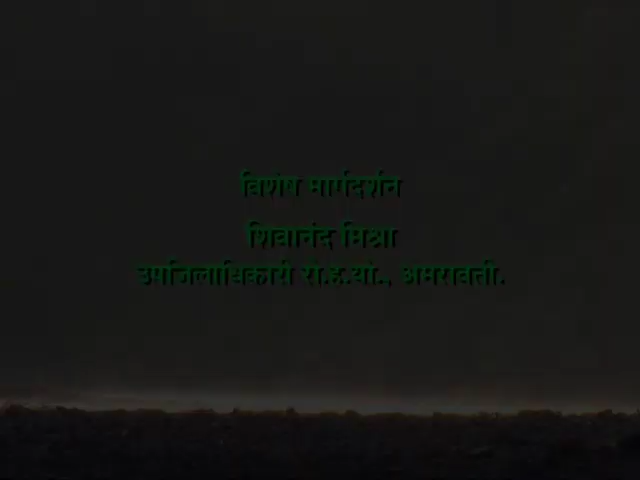 विशेष मार्गदर्शन
शिवानंद मिश्रा
उपजिलाधिकारी रो.ह.यो., अमरावती.